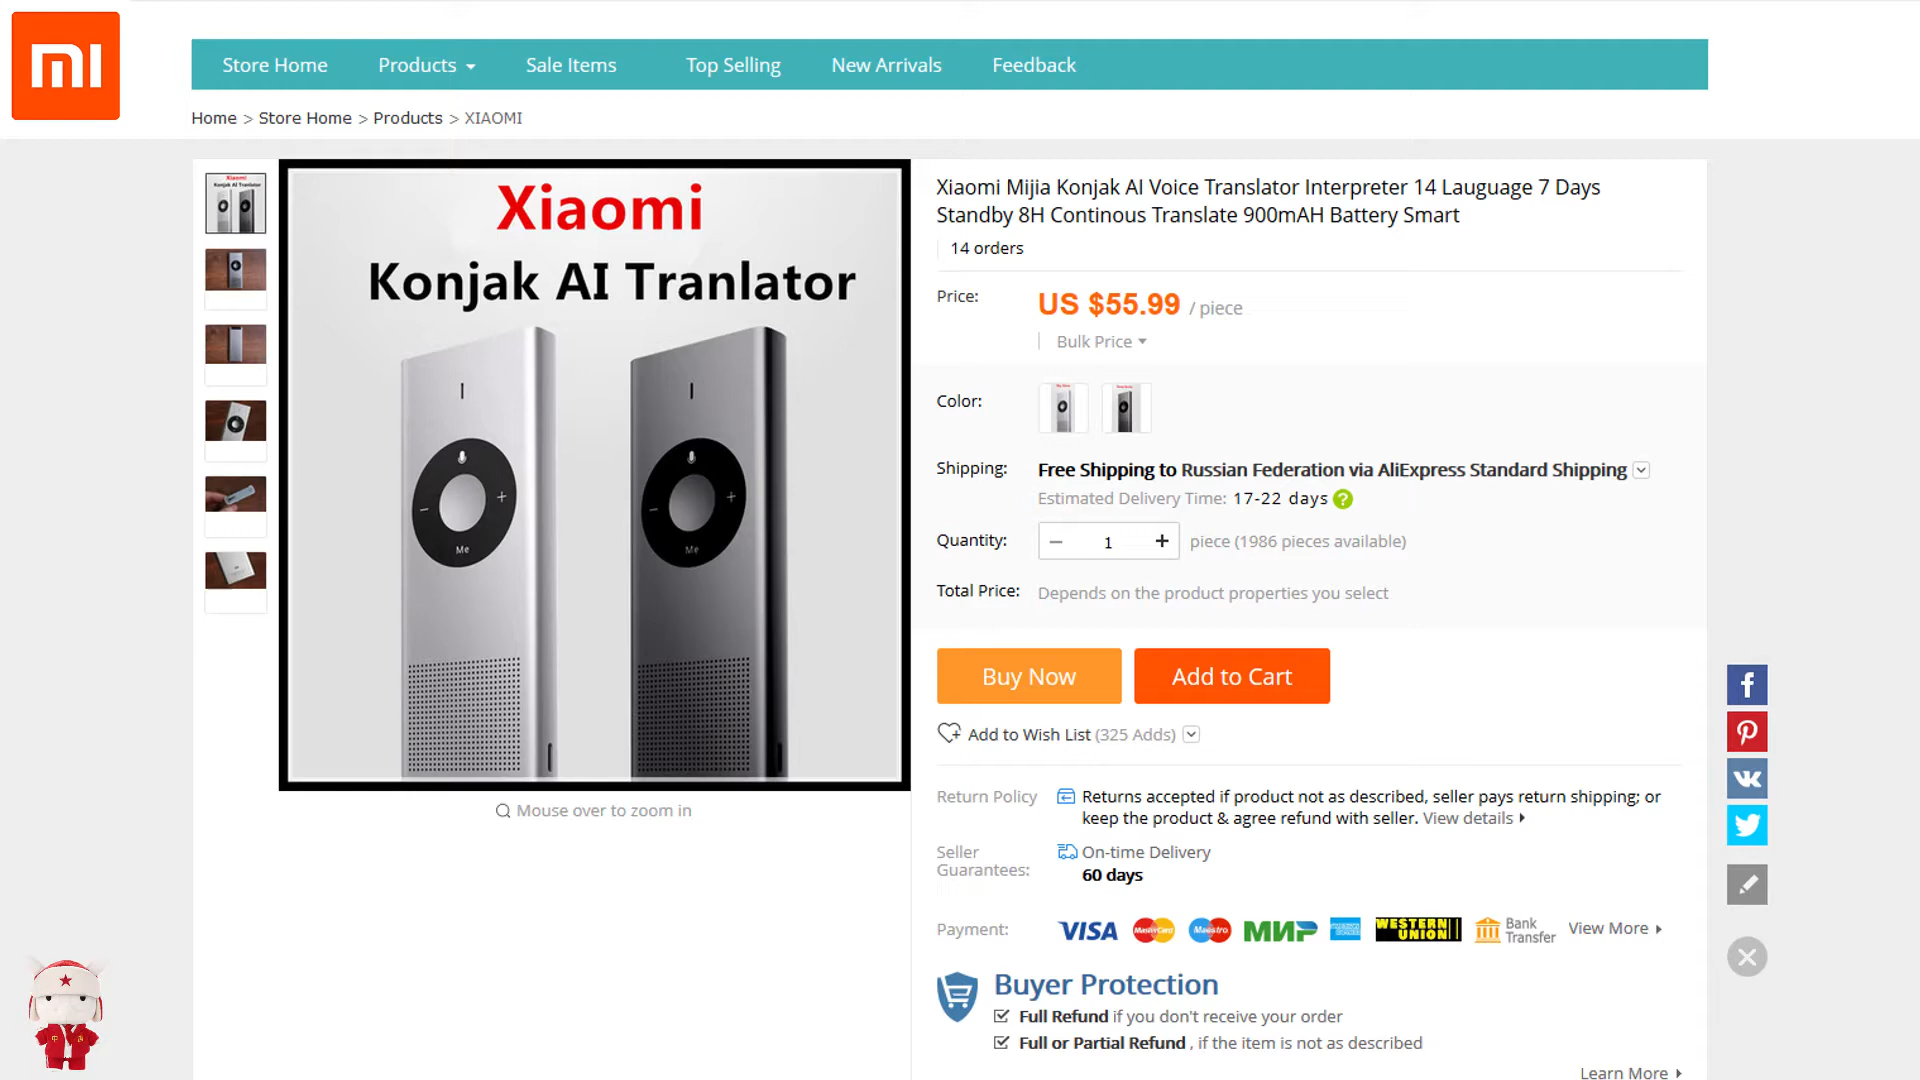 mi
Store Home
Products
Sale Items
Top Selling
New Arrivals
Feedback
Home > Store Home > Products > XIAOMI
Xiaomi
Konjak AI Tranlator
Xiaomi
Konjak AI Tranlator
Me
Me
Mouse over to zoom in
Xiaomi Mijia Konjak AI Voice Translator Interpreter 14 Lauguage 7 Days
Standby 8H Continous Translate 900mAH Battery Smart
14 orders
Price:
US $55.99 / piece
Bulk Price
Color:
Shipping:
Free Shipping to Russian Federation via AliExpress Standard Shipping
Estimated Delivery Time: 17-22 days ?
Quantity:
− 1 + piece (1986 pieces available)
Total Price:
Depends on the product properties you select
Buy Now
Add to Cart
Add to Wish List (325 Adds)
Return Policy
Returns accepted if product not as described, seller pays return shipping; or
keep the product & agree refund with seller. View details
Seller
Guarantees:
On-time Delivery
60 days
Payment:
VISA
MasterCard
Maestro
МИР
AMERICAN EXPRESS
WESTERN
UNION
Bank
Transfer
View More
Buyer Protection
Full Refund if you don't receive your order
Full or Partial Refund , if the item is not as described
Learn More